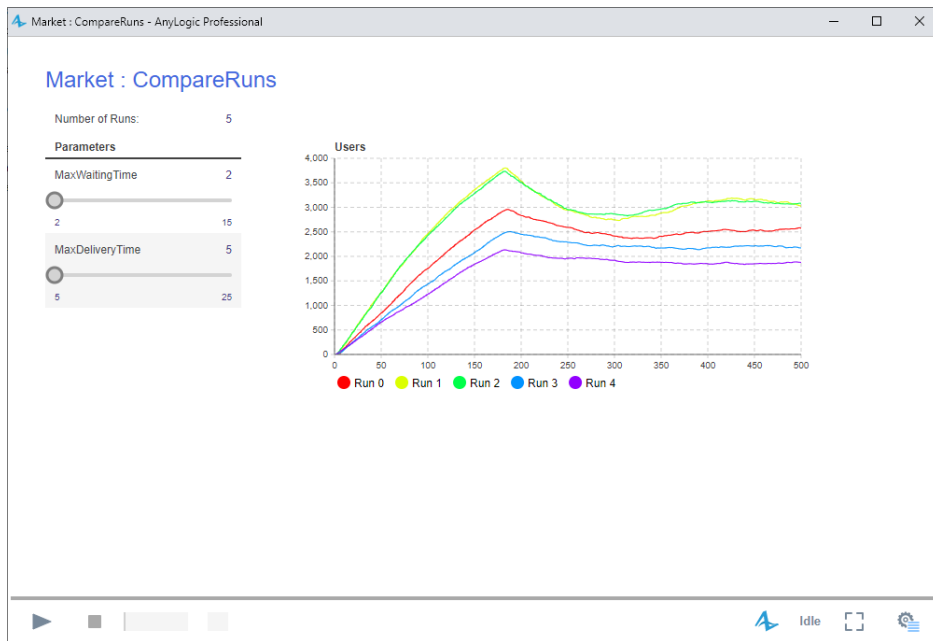 Market : CompareRuns - AnyLogic Professional
Market : CompareRuns
Number of Runs: 5
Parameters
MaxWaitingTime 2
2 15
MaxDeliveryTime 5
5 25
Users
4,000
3,500
3,000
2,500
2,000
1,500
1,000
500
0
0 50 100 150 200 250 300 350 400 450 500
Run 0 Run 1 Run 2 Run 3 Run 4
Idle